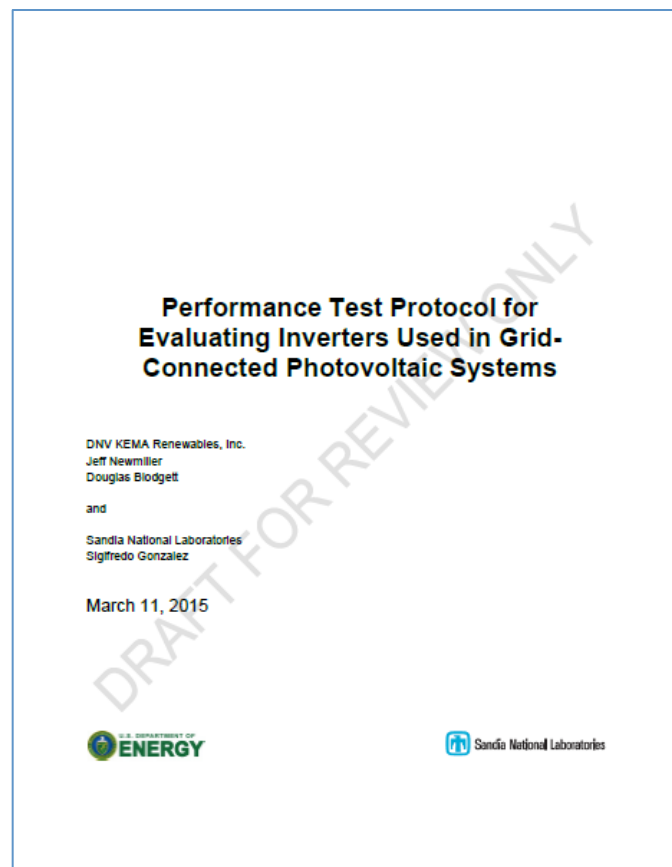 Performance Test Protocol for
Evaluating Inverters Used in Grid-
Connected Photovoltaic Systems
DNV KEMA Renewables, Inc.
Jeff Newmiller
Douglas Blodgett
and
Sandia National Laboratories
Sigifredo Gonzalez
March 11, 2015
DRAFT FOR REVIEW ONLY
U.S. DEPARTMENT OF
ENERGY
Sandia National Laboratories